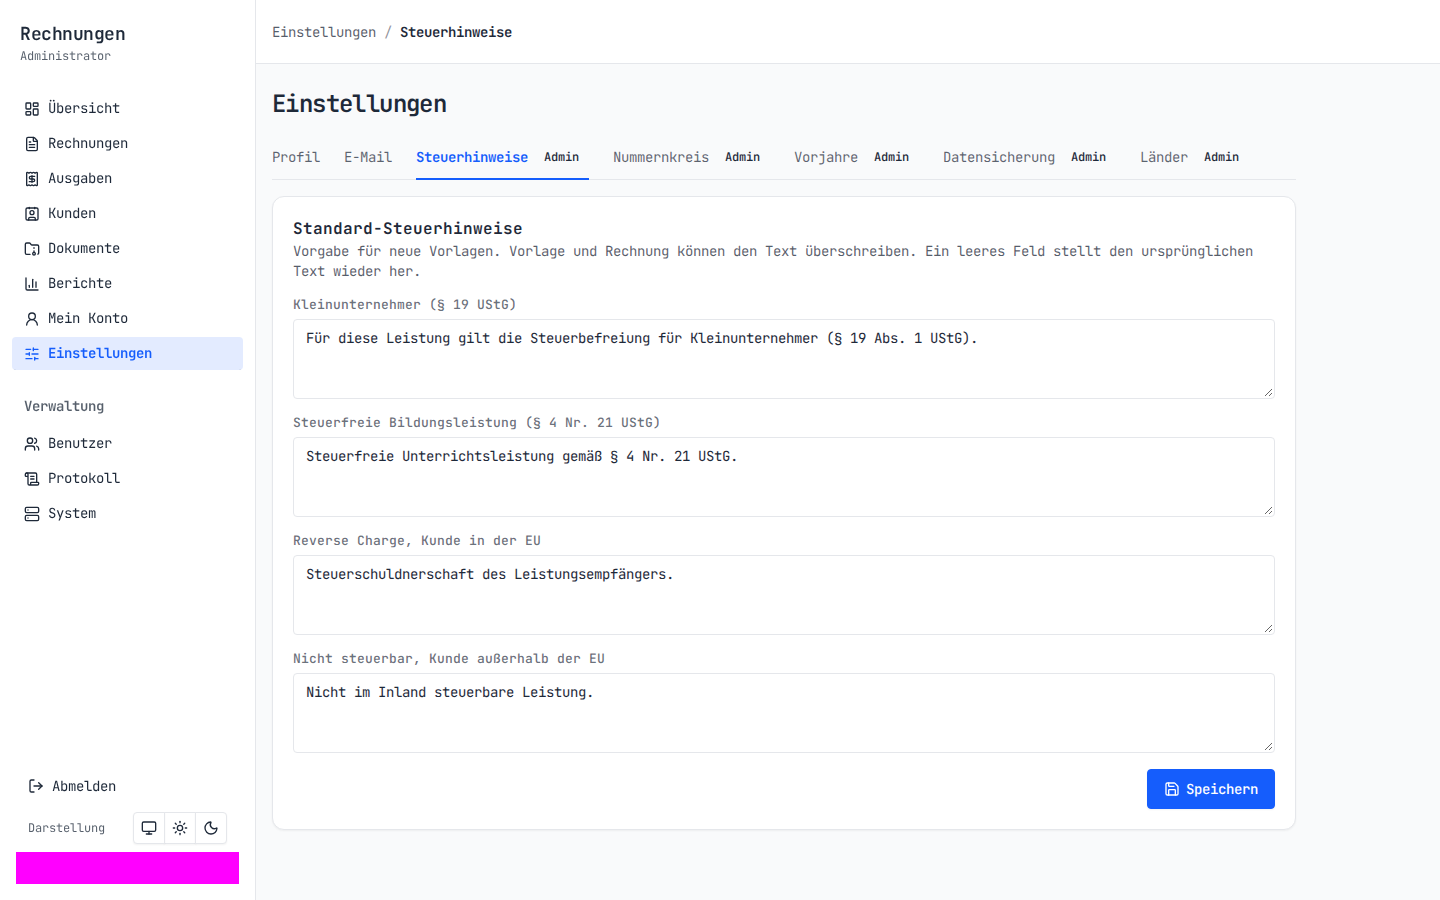 Rechnungen
Administrator
Übersicht
Rechnungen
Ausgaben
Kunden
Dokumente
Berichte
Mein Konto
Einstellungen
Verwaltung
Benutzer
Protokoll
System
Abmelden
Darstellung
Einstellungen / Steuerhinweise
Einstellungen
Profil E-Mail Steuerhinweise Admin Nummernkreis Admin Vorjahre Admin Datensicherung Admin Länder Admin
Standard-Steuerhinweise
Vorgabe für neue Vorlagen. Vorlage und Rechnung können den Text überschreiben. Ein leeres Feld stellt den ursprünglichen
Text wieder her.
Kleinunternehmer (§ 19 UStG)
Für diese Leistung gilt die Steuerbefreiung für Kleinunternehmer (§ 19 Abs. 1 UStG).
Steuerfreie Bildungsleistung (§ 4 Nr. 21 UStG)
Steuerfreie Unterrichtsleistung gemäß § 4 Nr. 21 UStG.
Reverse Charge, Kunde in der EU
Steuerschuldnerschaft des Leistungsempfängers.
Nicht steuerbar, Kunde außerhalb der EU
Nicht im Inland steuerbare Leistung.
Speichern